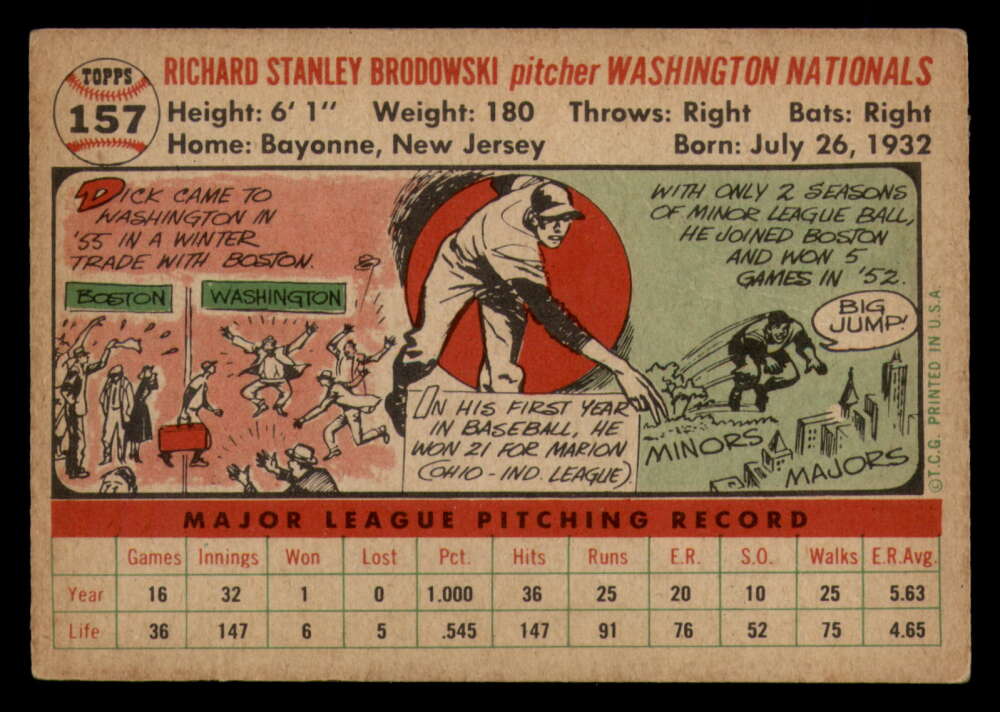 TOPPS
157
RICHARD STANLEY BRODOWSKI pitcher WASHINGTON NATIONALS
Height: 6' 1" Weight: 180 Throws: Right Bats: Right
Home: Bayonne, New Jersey Born: July 26, 1932
DICK CAME TO
WASHINGTON IN
'55 IN A WINTER
TRADE WITH BOSTON.
BOSTON WASHINGTON
IN HIS FIRST YEAR
IN BASEBALL, HE
WON 21 FOR MARION
(OHIO - IND. LEAGUE).
WITH ONLY 2 SEASONS
OF MINOR LEAGUE BALL,
HE JOINED BOSTON
AND WON 5
GAMES IN '52.
BIG
JUMP!
MINORS
MAJORS
©T.C.G. PRINTED IN U.S.A.
MAJOR LEAGUE PITCHING RECORD
Games Innings Won Lost Pct. Hits Runs E.R. S.O. Walks E.R.Avg.
Year 16 32 1 0 1.000 36 25 20 10 25 5.63
Life 36 147 6 5 .545 147 91 76 52 75 4.65